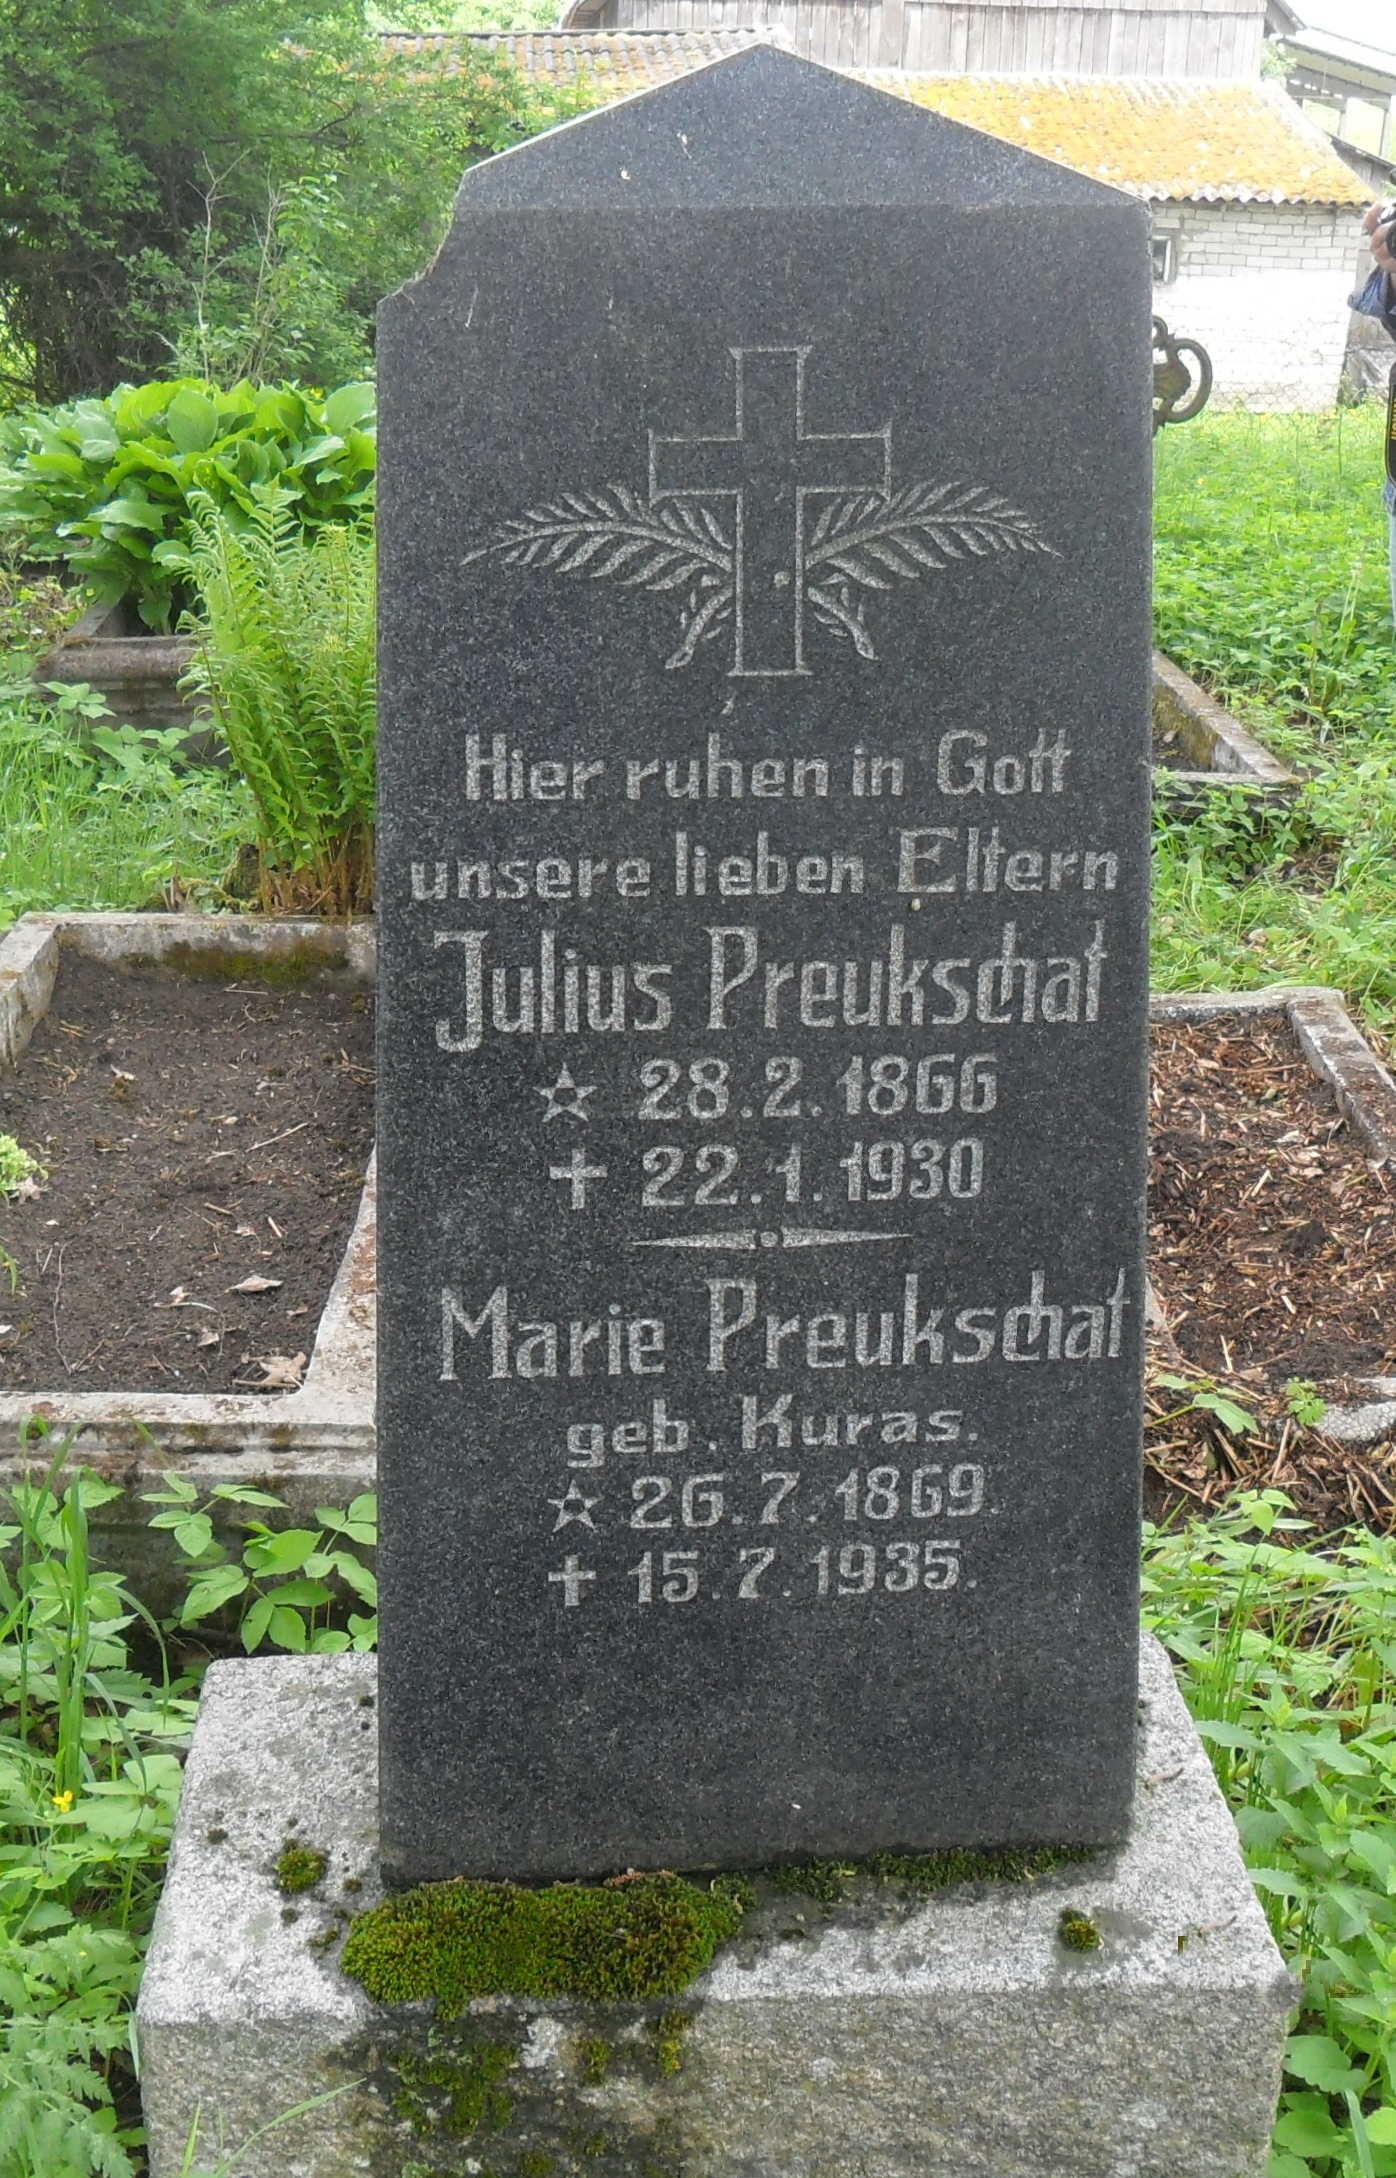 Hier ruhen in Gott
unsere lieben Eltern
Julius Preukschat
☆ 28.2.1866
✝ 22.1.1930
Marie Preukschat
geb. Kuras.
☆ 26.7.1869.
✝ 15.7.1935.